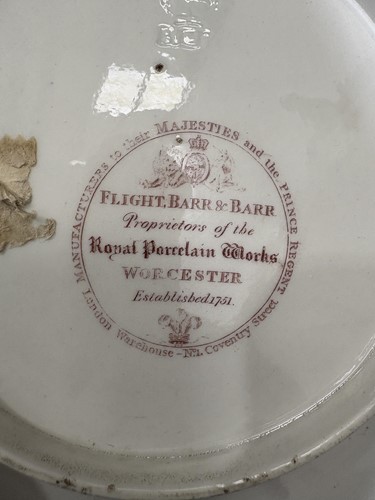 MANUFACTURERS to their MAJESTIES and the PRINCE REGENT
FLIGHT, BARR & BARR
Proprietors of the
Royal Porcelain Works
WORCESTER
Established 1751.
London Warehouse - No.1. Coventry Street